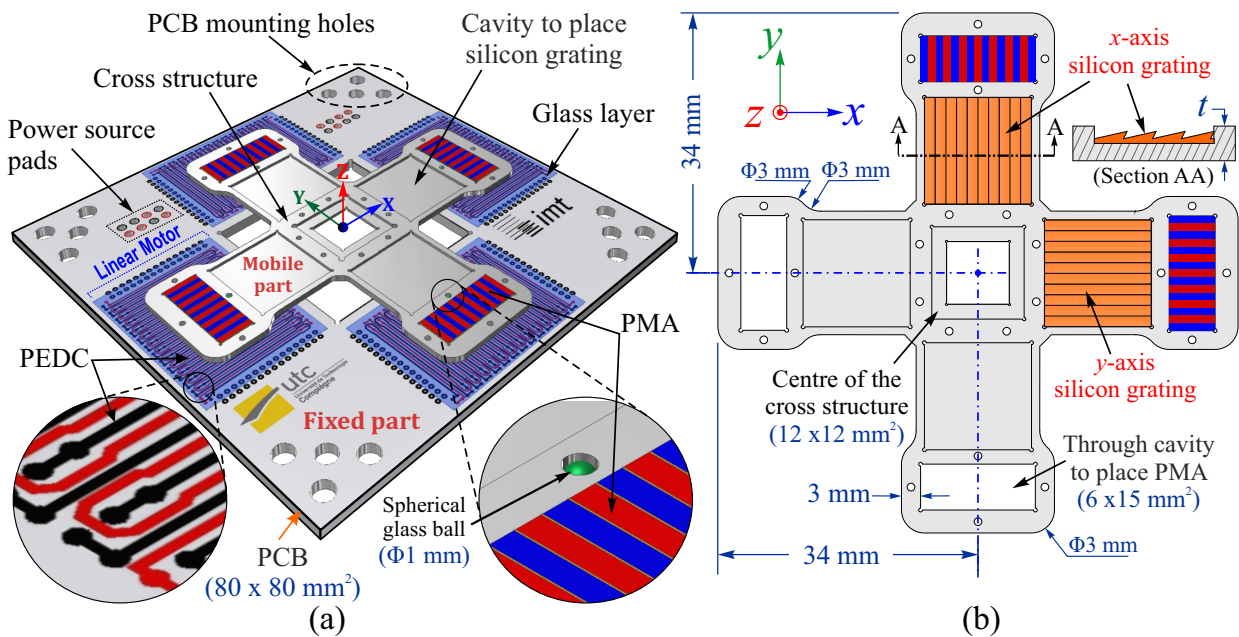 PCB mounting holes
Cavity to place
silicon grating
Cross structure
Power source
pads
Glass layer
Z
Y
X
imt
Linear Motor
Mobile
part
PMA
PEDC
utc
Université de Technologie
Compiègne
Fixed part
Spherical
glass ball
(Φ1 mm)
PCB
(80 x 80 mm²)
(a)
y
z
x
34 mm
x-axis
silicon grating
A
A
t
(Section AA)
Φ3 mm
Φ3 mm
y-axis
silicon grating
Centre of the
cross structure
(12 x12 mm²)
Through cavity
to place PMA
(6 x15 mm²)
3 mm
34 mm
Φ3 mm
(b)